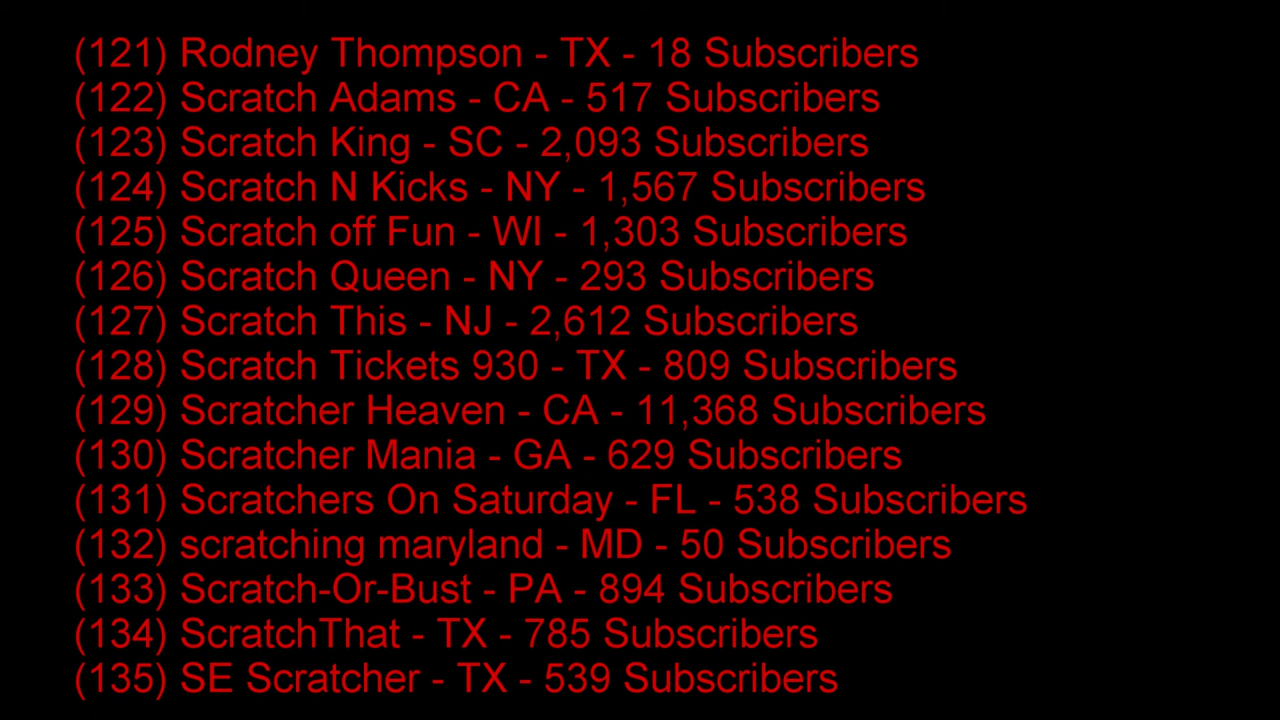 (121) Rodney Thompson - TX - 18 Subscribers
(122) Scratch Adams - CA - 517 Subscribers
(123) Scratch King - SC - 2,093 Subscribers
(124) Scratch N Kicks - NY - 1,567 Subscribers
(125) Scratch off Fun - WI - 1,303 Subscribers
(126) Scratch Queen - NY - 293 Subscribers
(127) Scratch This - NJ - 2,612 Subscribers
(128) Scratch Tickets 930 - TX - 809 Subscribers
(129) Scratcher Heaven - CA - 11,368 Subscribers
(130) Scratcher Mania - GA - 629 Subscribers
(131) Scratchers On Saturday - FL - 538 Subscribers
(132) scratching maryland - MD - 50 Subscribers
(133) Scratch-Or-Bust - PA - 894 Subscribers
(134) ScratchThat - TX - 785 Subscribers
(135) SE Scratcher - TX - 539 Subscribers